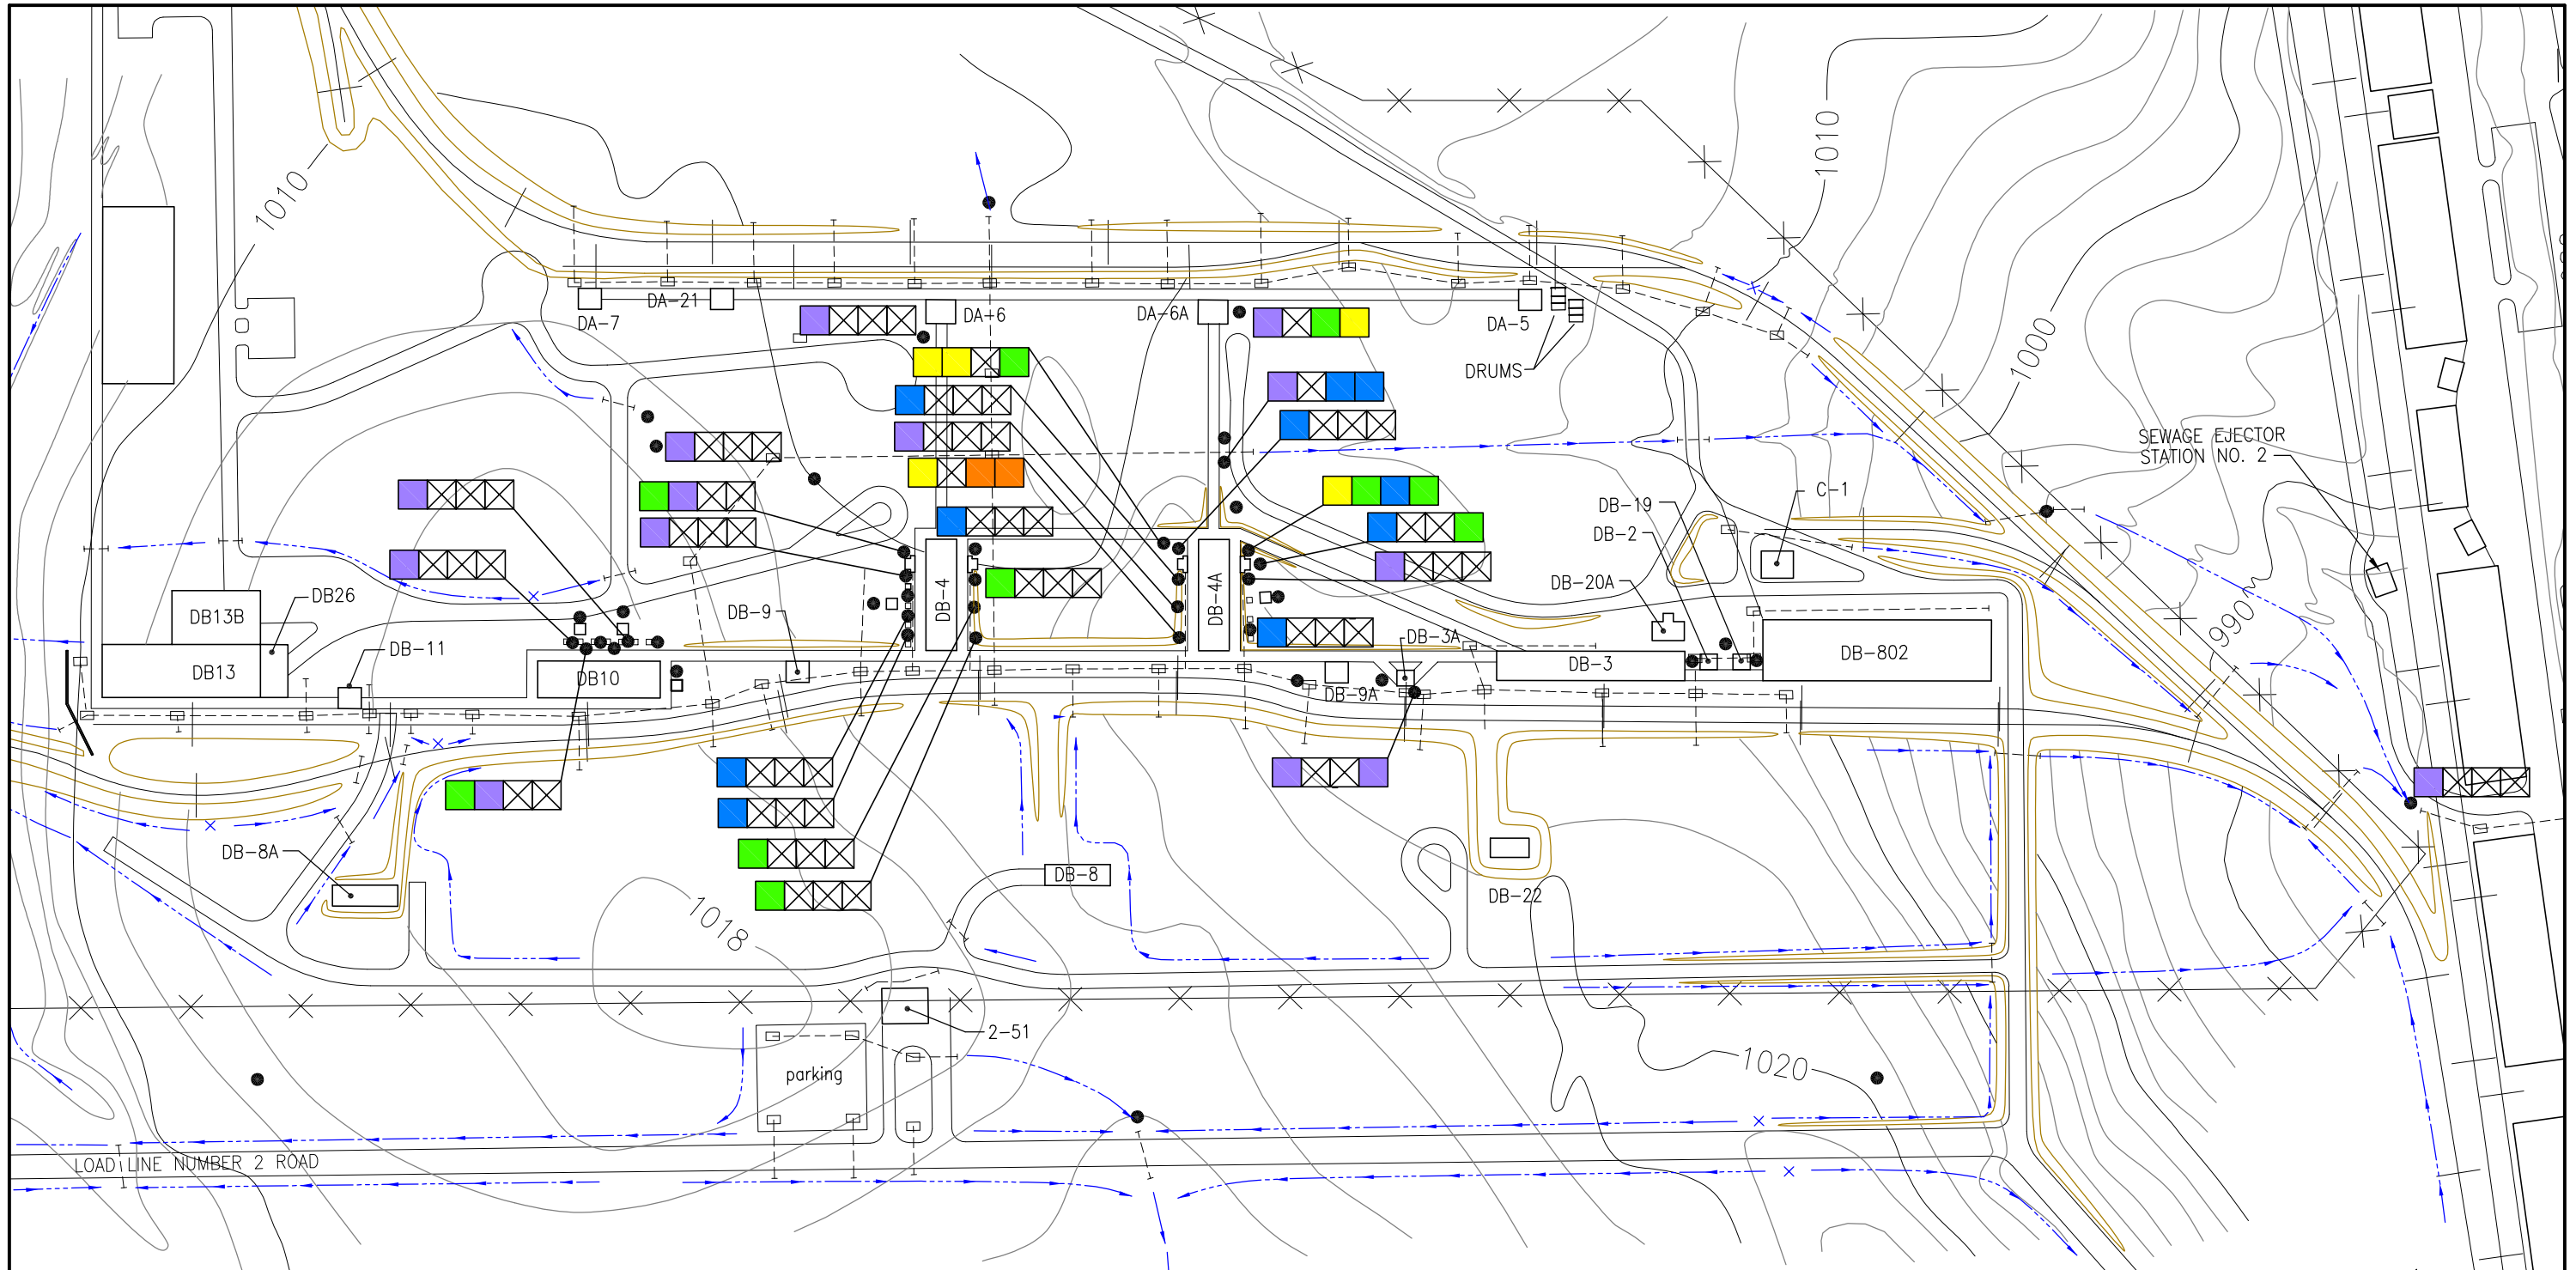 1010
1010
1000
990
DA-7
DA-21
DA-6
DA-6A
DA-5
DRUMS
SEWAGE EJECTOR
STATION NO. 2
C-1
DB-19
DB-2
DB-20A
DB-4
DB-4A
DB13B
DB26
DB-9
DB-11
DB13
DB10
DB-3A
DB-3
DB-802
DB-9A
DB-8A
DB-8
DB-22
1018
2-51
parking
1020
LOAD LINE NUMBER 2 ROAD